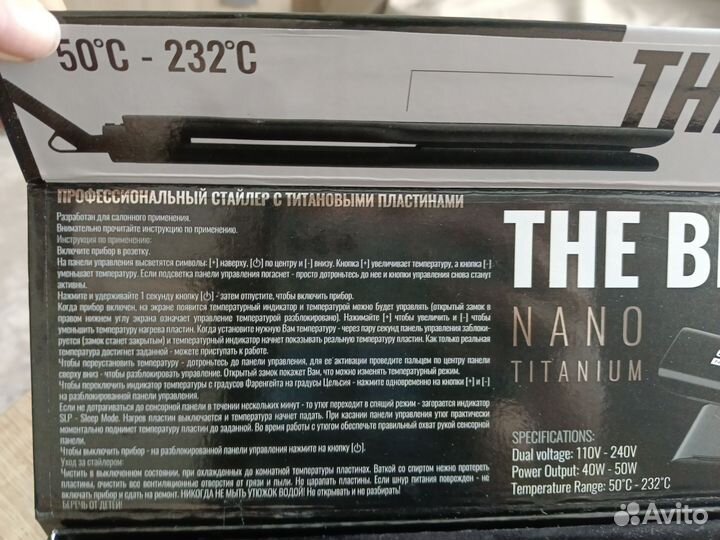 50°C - 232°C
TH
ПРОФЕССИОНАЛЬНЫЙ СТАЙЛЕР С ТИТАНОВЫМИ ПЛАСТИНАМИ
Разработан для салонного применения.
Внимательно прочитайте инструкцию по применению.
Инструкция по применению:
Включите прибор в розетку.
На панели управления высветятся символы: [+] наверху, [⏻] по центру и [-] внизу. Кнопка [+] увеличивает температуру, а кнопка [-]
уменьшает температуру. Если подсветка панели управления погаснет - просто дотроньтесь до нее и кнопки управления снова станут
активны.
Нажмите и удерживайте 1 секунду кнопку [⏻] - затем отпустите, чтобы включить прибор.
Когда прибор включен, на экране появится температурный индикатор и температурой можно будет управлять (открытый замок в
правом нижнем углу экрана означает управление температурой разблокировано). Нажимайте [+] чтобы увеличить и [-] чтобы
уменьшить температуру нагрева пластин. Когда установите нужную Вам температуру - через пару секунд панель управления заблоки-
руется (замок станет закрытым) и температурный индикатор начнет показывать реальную температуру пластин. Как только реальная
температура достигнет заданной - можете приступать к работе.
Чтобы переустановить температуру - дотроньтесь до панели управления, для ее активации проведите пальцем по центру панели
сверху вниз - чтобы разблокировать управление. Открытый замок покажет Вам, что можно изменять температурный режим.
Чтобы переключить индикатор температуры с градусов Фаренгейта на градусы Цельсия - нажмите одновременно на кнопки [+] и [-]
на разблокированной панели управления.
Если не дотрагиваться до сенсорной панели в течении нескольких минут - то утюг переходит в спящий режим - загорается индикатор
SLP - Sleep Mode. Нагрев пластин выключается и температура начнет падать. При касании панели управления утюг практически
моментально поднимет температуру пластин до заданной. Во время работы с утюгом обеспечьте правильный охват рукой сенсорной
панели.
Чтобы выключить прибор - на разблокированной панели управления нажмите на кнопку [⏻].
Уход за стайлером:
Чистить в выключенном состоянии, при охлажденных до комнатной температуры пластинах. Ваткой со спиртом нежно протереть
пластины, очистить все вентиляционные отверстия от грязи и пыли. Не царапать пластины. Если шнур питания поврежден - не
включать прибор и сдать на ремонт. НИКОГДА НЕ МЫТЬ УТЮЖОК ВОДОЙ! Не открывать и не разбирать!
БЕРЕЧЬ ОТ ДЕТЕЙ!
THE B
NANO
TITANIUM
SPECIFICATIONS:
Dual voltage: 110V - 240V
Power Output: 40W - 50W
Temperature Range: 50°C - 232°C
Avito